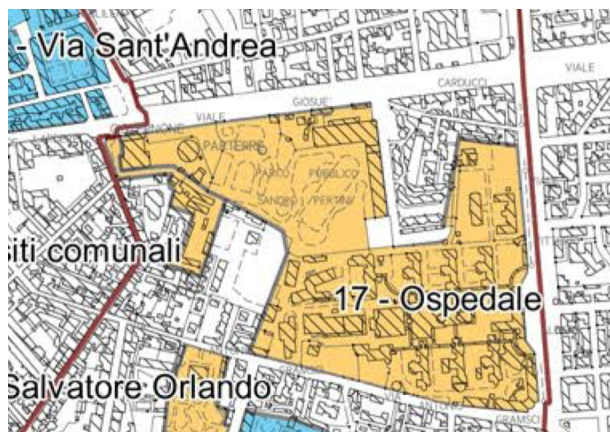 - Via Sant'Andrea
VIALE
CARDUCCI
GIOSUE'
VIALE
PARTERRE
PARCO PUBBLICO
SANDRO PERTINI
siti comunali
17 - Ospedale
Salvatore Orlando
GRAMSCI